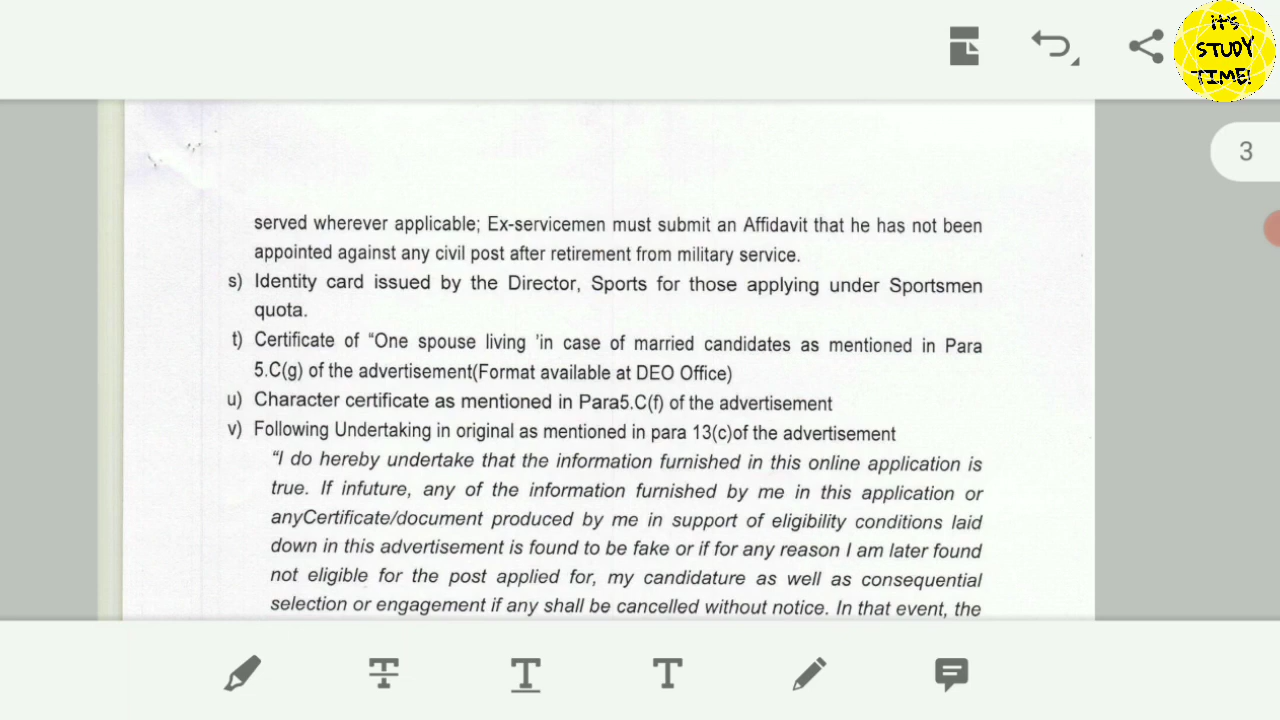 it's
STUDY
TIME!
3
served wherever applicable; Ex-servicemen must submit an Affidavit that he has not been
appointed against any civil post after retirement from military service.
s) Identity card issued by the Director, Sports for those applying under Sportsmen
quota.
t) Certificate of “One spouse living 'in case of married candidates as mentioned in Para
5.C(g) of the advertisement(Format available at DEO Office)
u) Character certificate as mentioned in Para5.C(f) of the advertisement
v) Following Undertaking in original as mentioned in para 13(c)of the advertisement
“I do hereby undertake that the information furnished in this online application is
true. If infuture, any of the information furnished by me in this application or
anyCertificate/document produced by me in support of eligibility conditions laid
down in this advertisement is found to be fake or if for any reason I am later found
not eligible for the post applied for, my candidature as well as consequential
selection or engagement if any shall be cancelled without notice. In that event, the